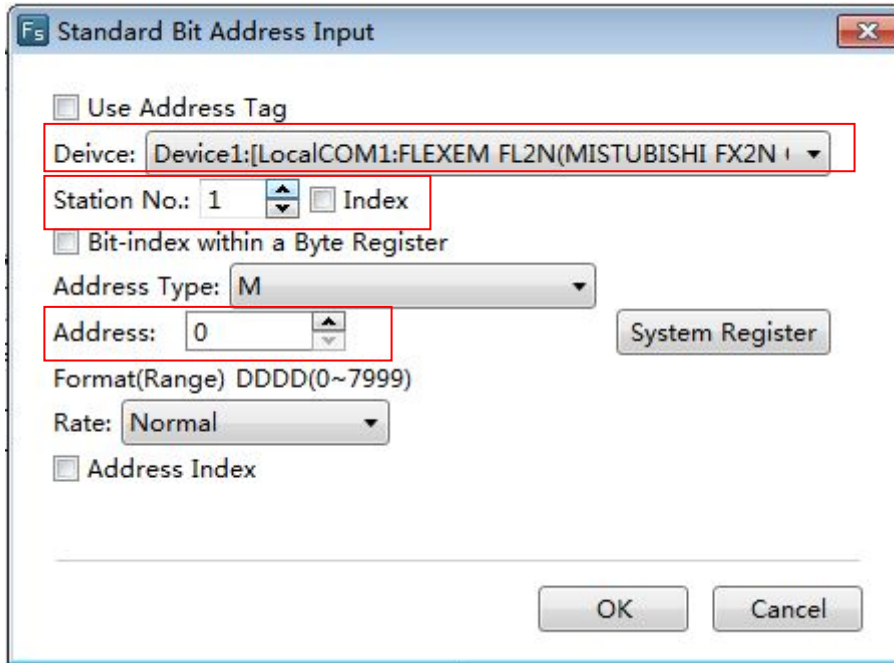 Fs Standard Bit Address Input
Use Address Tag
Deivce: Device1:[LocalCOM1:FLEXEM FL2N(MISTUBISHI FX2N
Station No.: 1 Index
Bit-index within a Byte Register
Address Type: M
Address: 0 System Register
Format(Range) DDDD(0~7999)
Rate: Normal
Address Index
OK Cancel